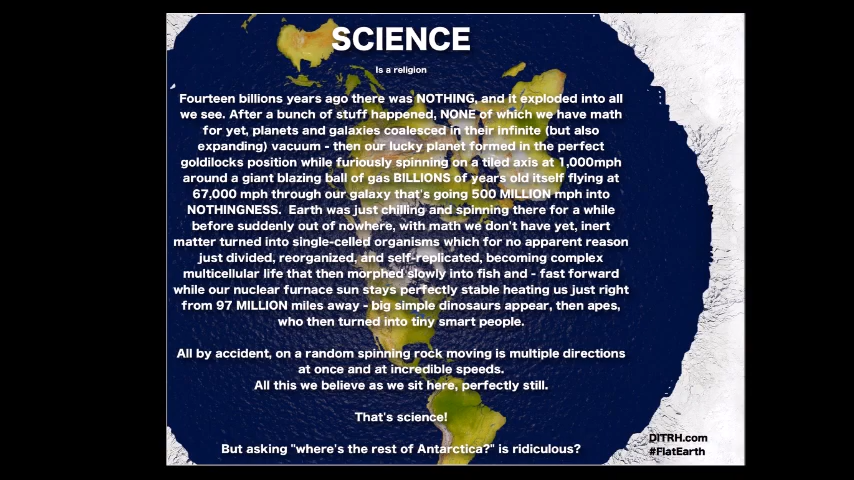 SCIENCE
Is a religion
Fourteen billions years ago there was NOTHING, and it exploded into all
we see. After a bunch of stuff happened, NONE of which we have math
for yet, planets and galaxies coalesced in their infinite (but also
expanding) vacuum - then our lucky planet formed in the perfect
goldilocks position while furiously spinning on a tiled axis at 1,000mph
around a giant blazing ball of gas BILLIONS of years old itself flying at
67,000 mph through our galaxy that's going 500 MILLION mph into
NOTHINGNESS. Earth was just chilling and spinning there for a while
before suddenly out of nowhere, with math we don't have yet, inert
matter turned into single-celled organisms which for no apparent reason
just divided, reorganized, and self-replicated, becoming complex
multicellular life that then morphed slowly into fish and - fast forward
while our nuclear furnace sun stays perfectly stable heating us just right
from 97 MILLION miles away - big simple dinosaurs appear, then apes,
who then turned into tiny smart people.
All by accident, on a random spinning rock moving is multiple directions
at once and at incredible speeds.
All this we believe as we sit here, perfectly still.
That's science!
But asking "where's the rest of Antarctica?" is ridiculous?
DITRH.com
#FlatEarth